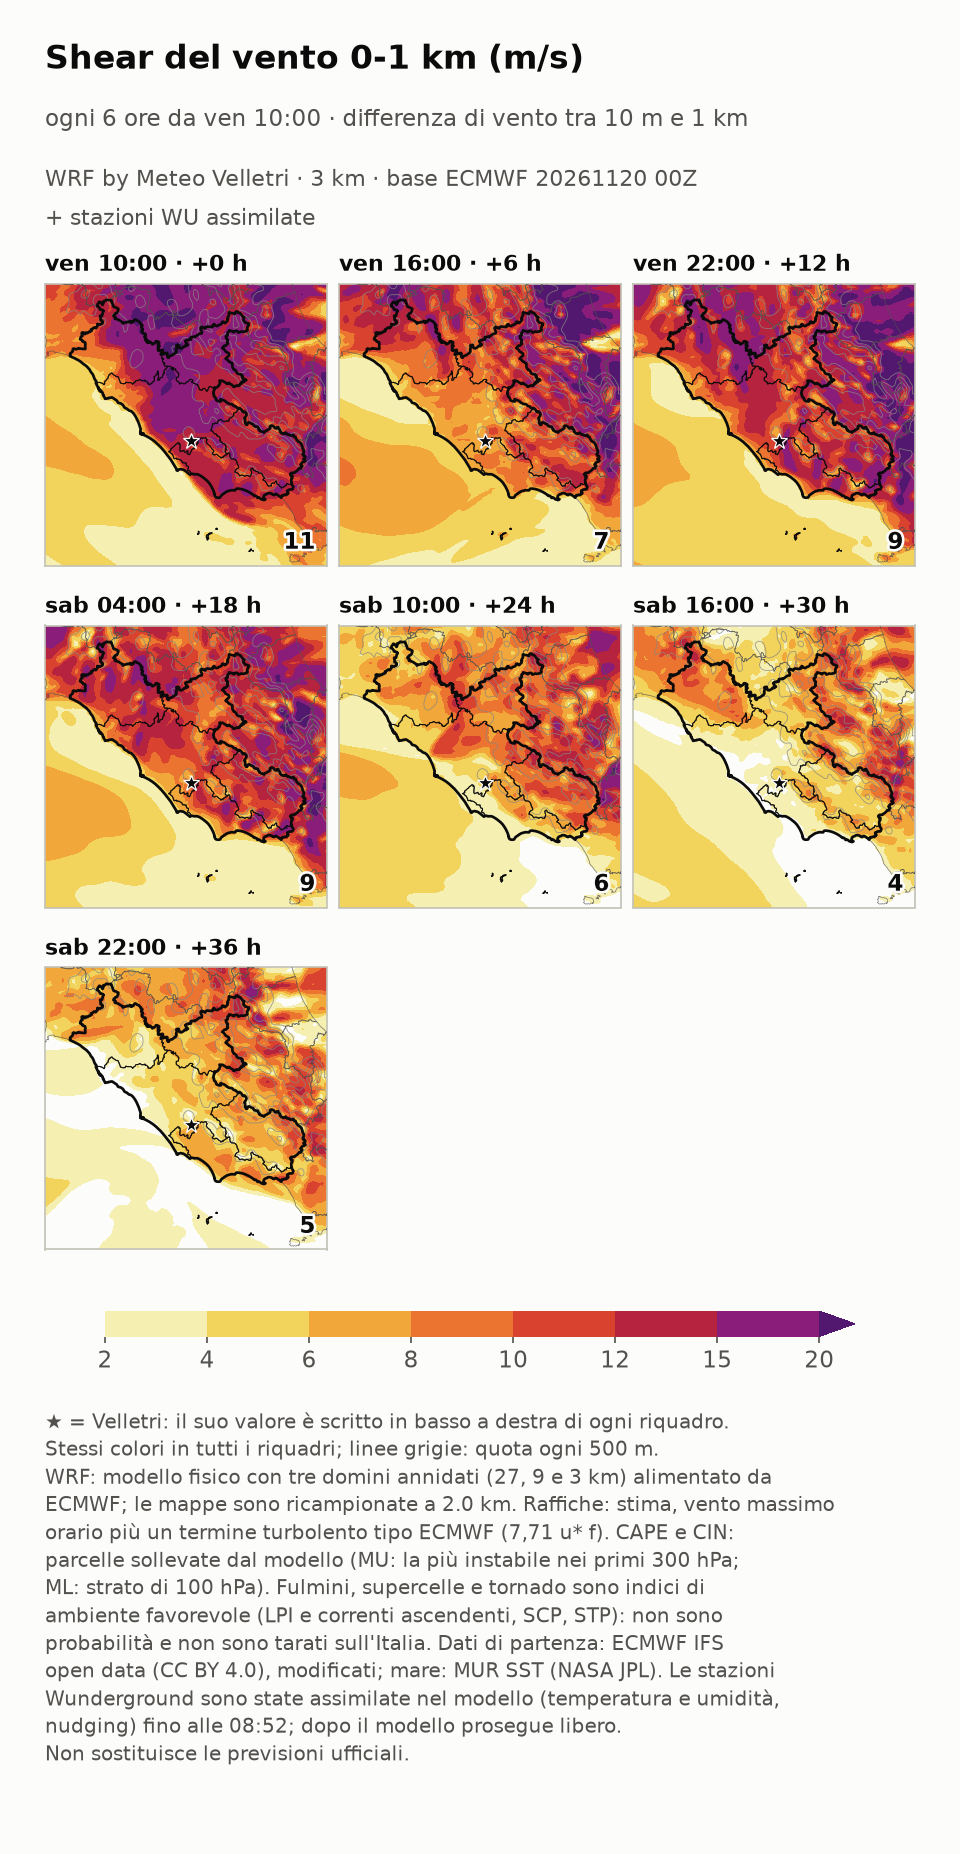 Shear del vento 0-1 km (m/s)
ogni 6 ore da ven 10:00 · differenza di vento tra 10 m e 1 km
WRF by Meteo Velletri · 3 km · base ECMWF 20261120 00Z
+ stazioni WU assimilate
ven 10:00 · +0 h
ven 16:00 · +6 h
ven 22:00 · +12 h
11
7
9
sab 04:00 · +18 h
sab 10:00 · +24 h
sab 16:00 · +30 h
9
6
4
sab 22:00 · +36 h
5
2 4 6 8 10 12 15 20
★ = Velletri: il suo valore è scritto in basso a destra di ogni riquadro.
Stessi colori in tutti i riquadri; linee grigie: quota ogni 500 m.
WRF: modello fisico con tre domini annidati (27, 9 e 3 km) alimentato da
ECMWF; le mappe sono ricampionate a 2.0 km. Raffiche: stima, vento massimo
orario più un termine turbolento tipo ECMWF (7,71 u* f). CAPE e CIN:
parcelle sollevate dal modello (MU: la più instabile nei primi 300 hPa;
ML: strato di 100 hPa). Fulmini, supercelle e tornado sono indici di
ambiente favorevole (LPI e correnti ascendenti, SCP, STP): non sono
probabilità e non sono tarati sull'Italia. Dati di partenza: ECMWF IFS
open data (CC BY 4.0), modificati; mare: MUR SST (NASA JPL). Le stazioni
Wunderground sono state assimilate nel modello (temperatura e umidità,
nudging) fino alle 08:52; dopo il modello prosegue libero.
Non sostituisce le previsioni ufficiali.